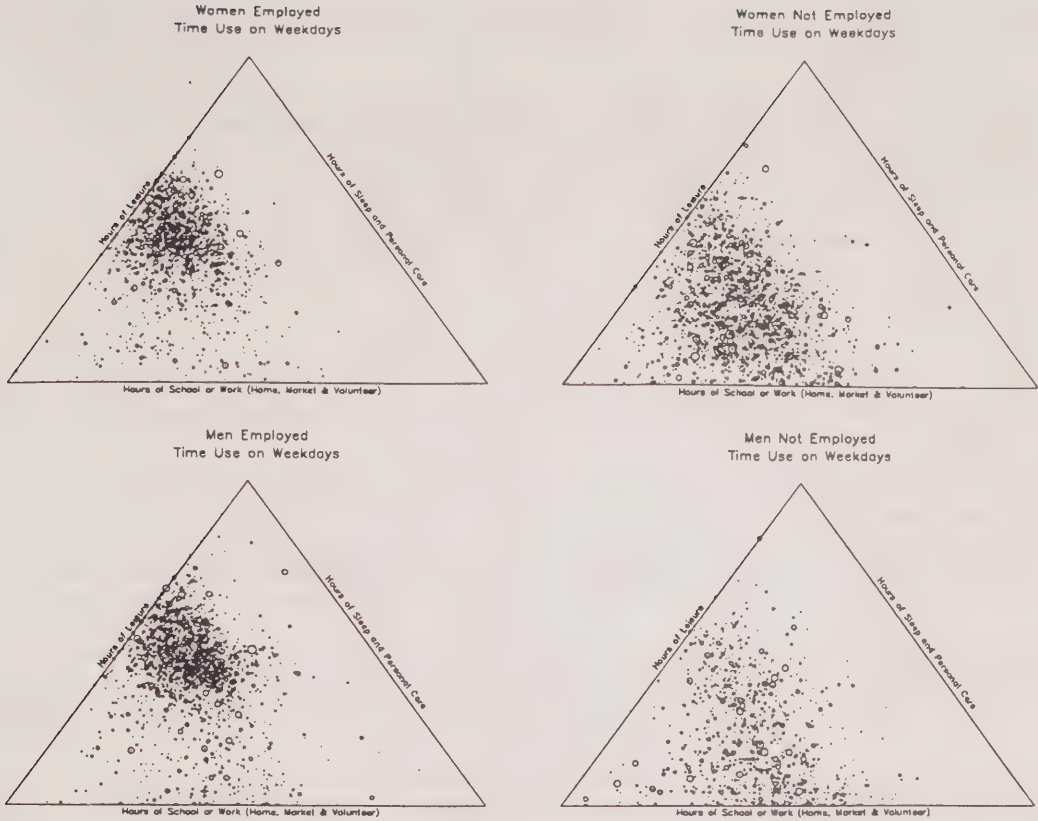 Women Employed
Time Use on Weekdays
Hours of Leisure
Hours of Sleep and Personal Care
Hours of School or Work (Home, Market & Volunteer)
Women Not Employed
Time Use on Weekdays
Hours of Leisure
Hours of Sleep and Personal Care
Hours of School or Work (Home, Market & Volunteer)
Men Employed
Time Use on Weekdays
Hours of Leisure
Hours of Sleep and Personal Care
Hours of School or Work (Home, Market & Volunteer)
Men Not Employed
Time Use on Weekdays
Hours of Leisure
Hours of Sleep and Personal Care
Hours of School or Work (Home, Market & Volunteer)